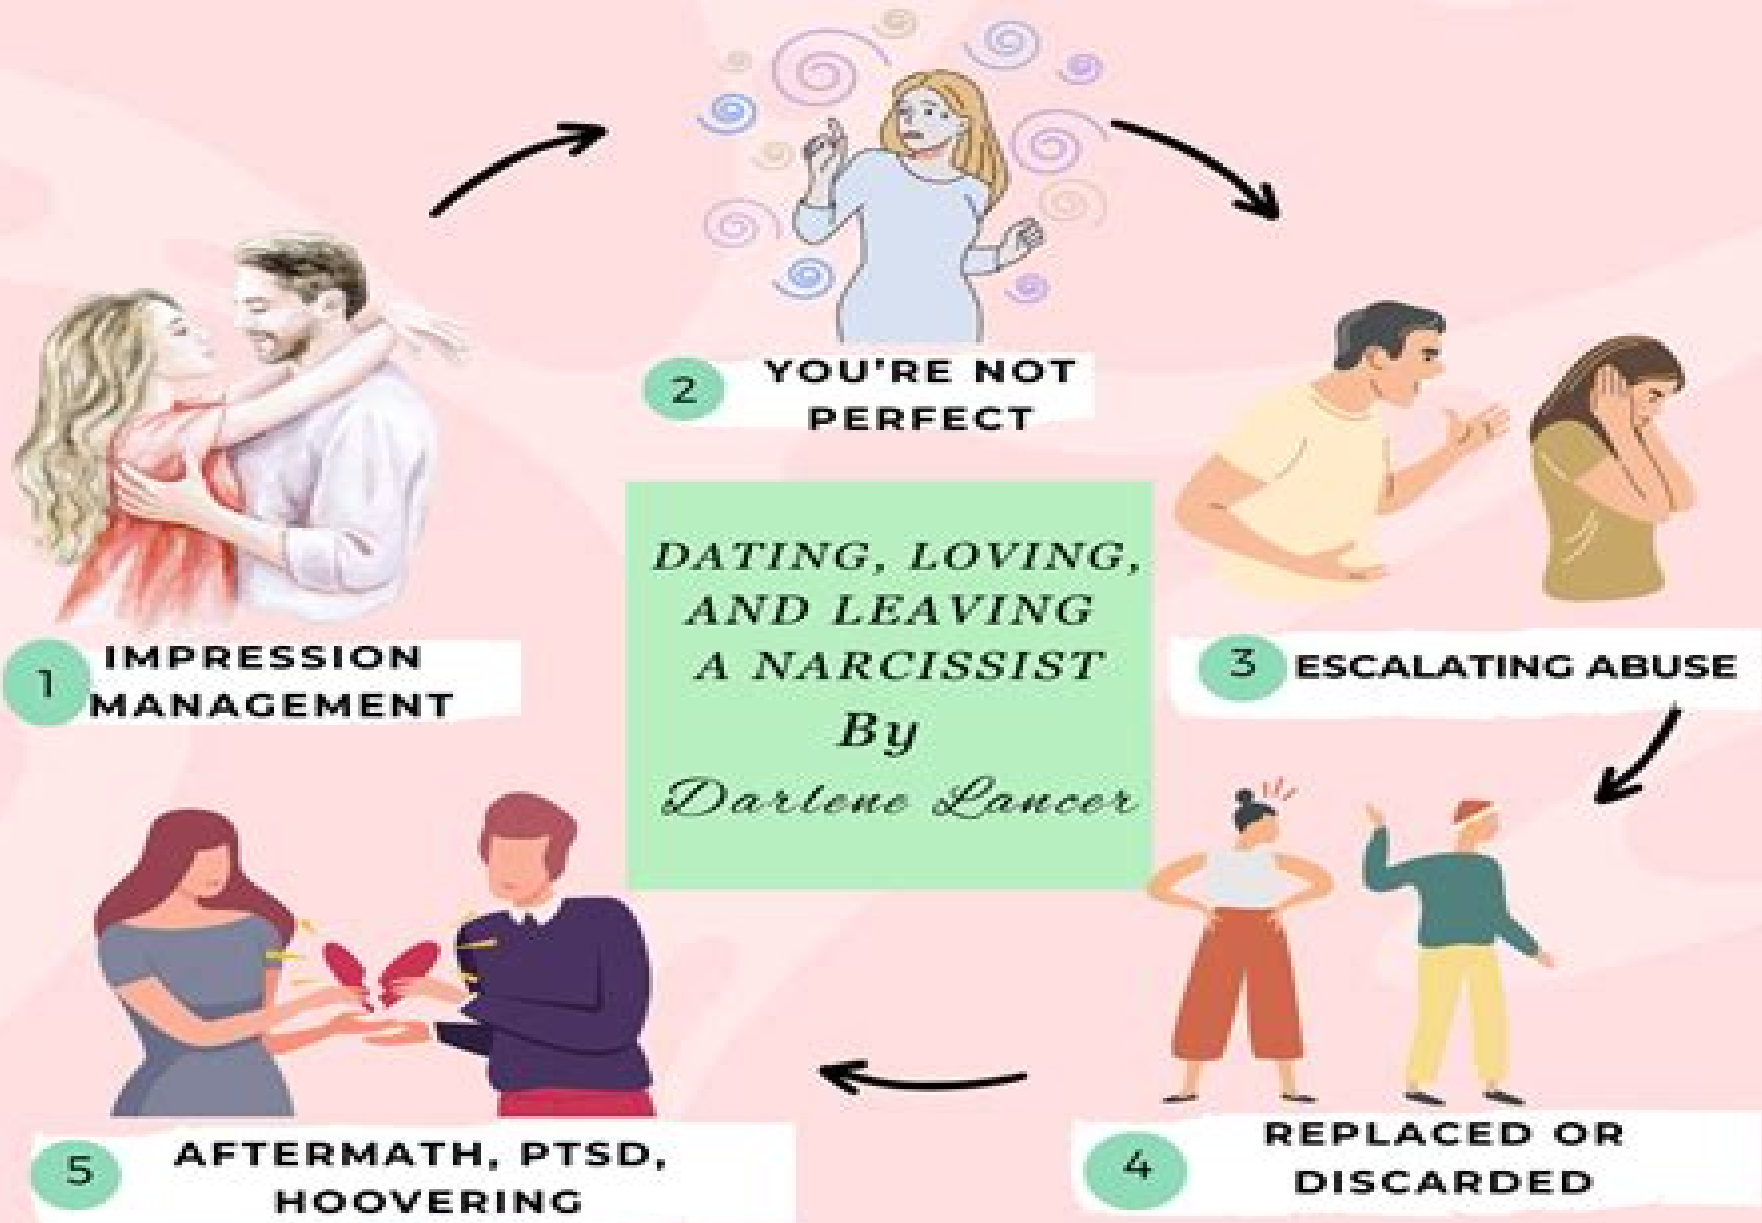 2
YOU'RE NOT
PERFECT
DATING, LOVING,
AND LEAVING
A NARCISSIST
By
Darlene Lancer
1
IMPRESSION
MANAGEMENT
3
ESCALATING ABUSE
4
REPLACED OR
DISCARDED
5
AFTERMATH, PTSD,
HOOVERING